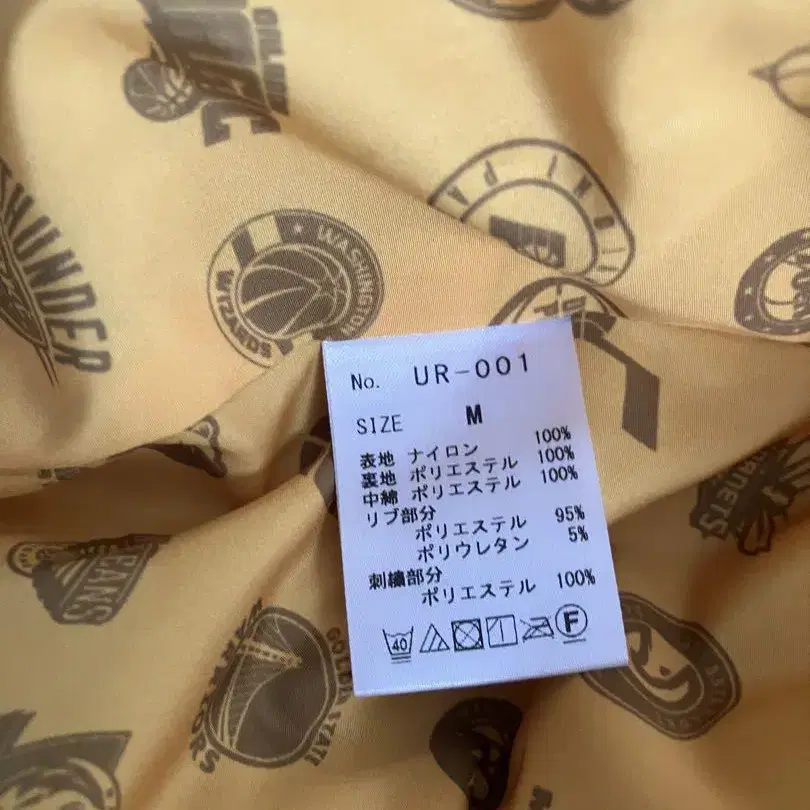 THUNDER
WASHINGTON
WIZARDS
No. UR-001
SIZE M
表地 ナイロン 100%
裏地 ポリエステル 100%
中綿 ポリエステル 100%
リブ部分
ポリエステル 95%
ポリウレタン 5%
刺繍部分
ポリエステル 100%
40
F
GOLDEN STATE